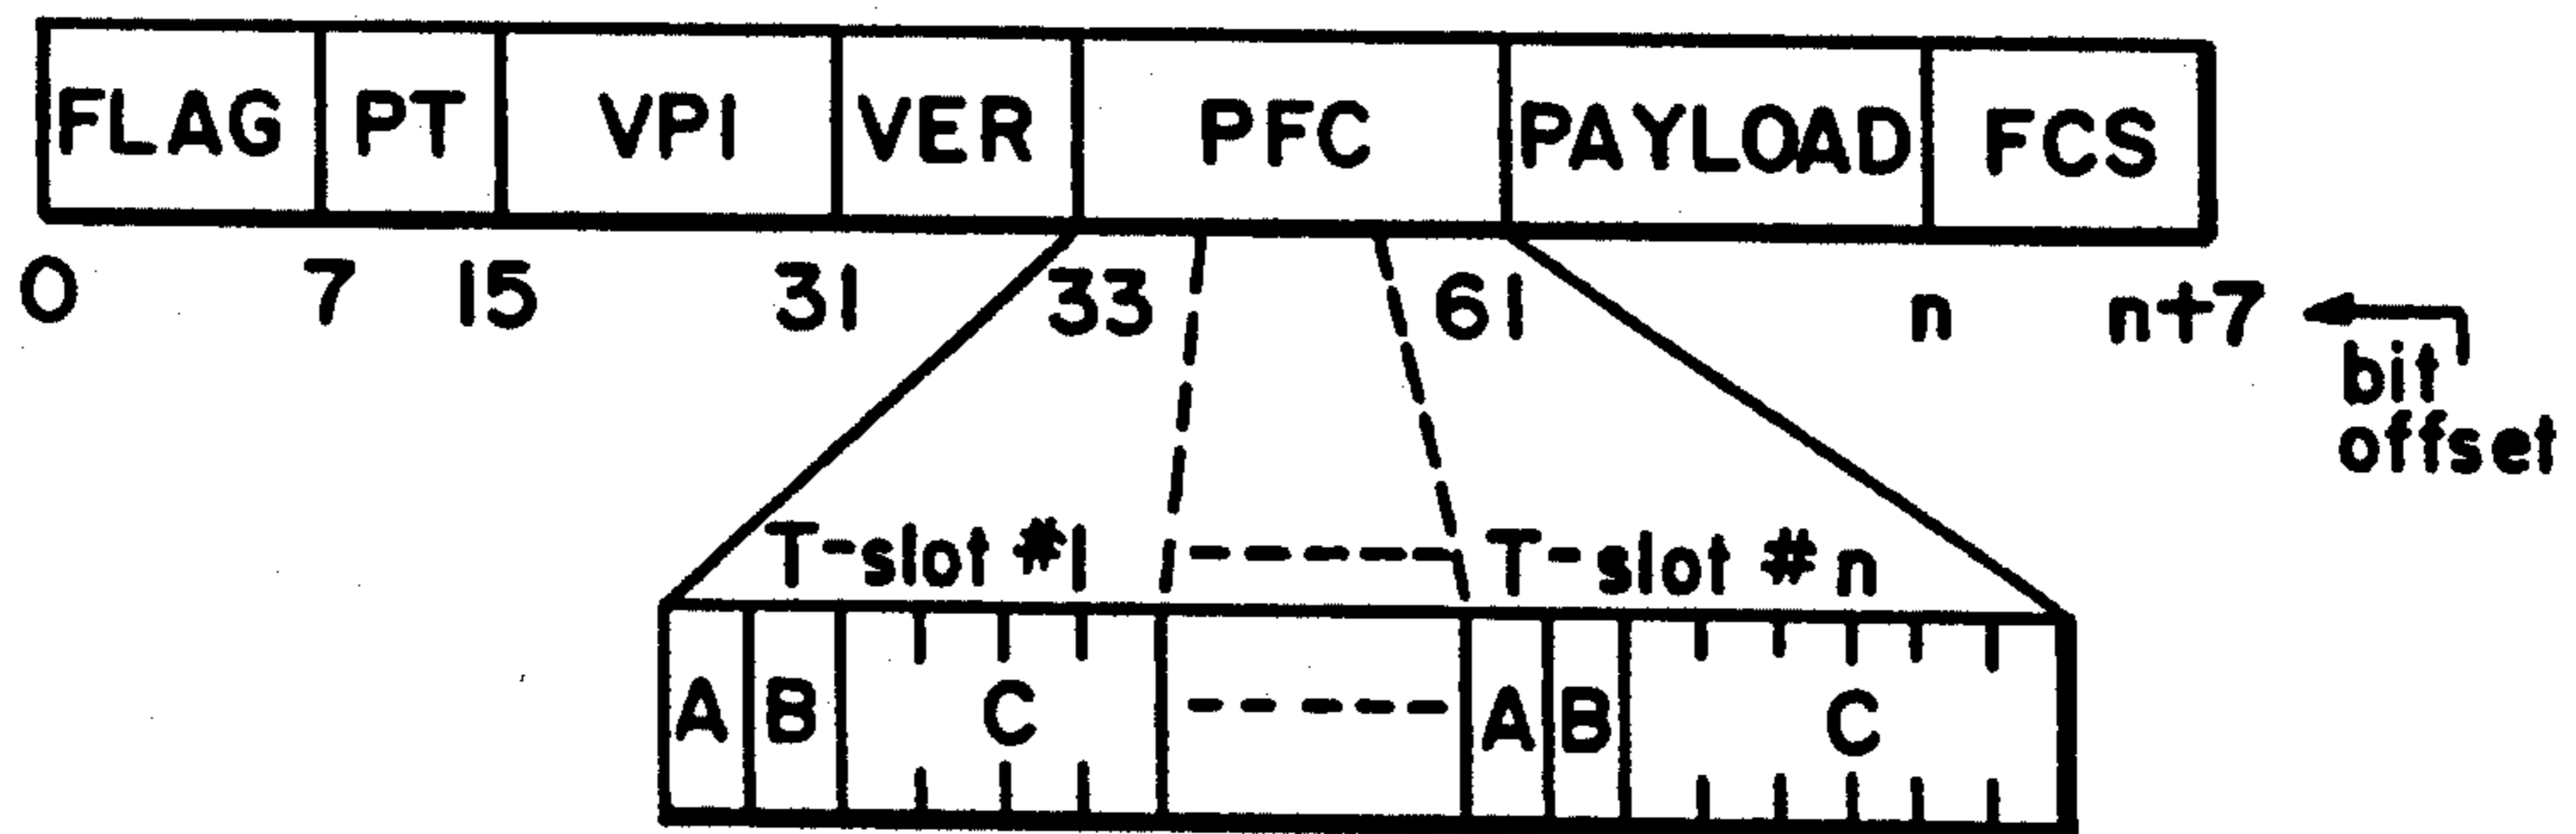 FLAG PT VPI VER PFC PAYLOAD FCS
0 7 15 31 33 61 n n+7
bit
offset
T-slot #1 T-slot #n
A B C A B C